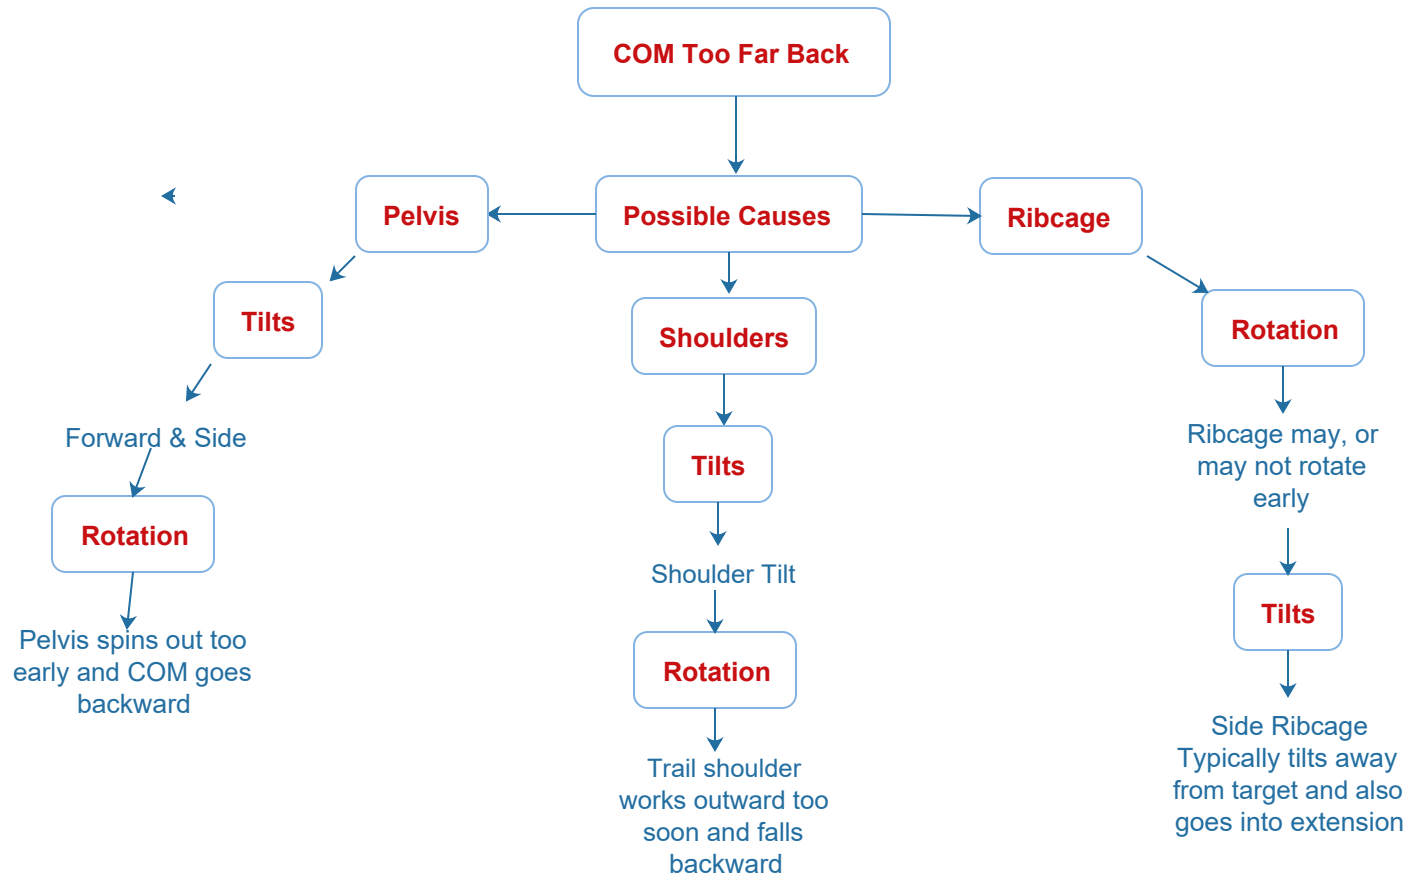 COM Too Far Back
Pelvis
Possible Causes
Ribcage
Tilts
Shoulders
Rotation
Forward & Side
Tilts
Ribcage may, or
may not rotate
early
Rotation
Shoulder Tilt
Tilts
Pelvis spins out too
early and COM goes
backward
Rotation
Side Ribcage
Typically tilts away
from target and also
goes into extension
Trail shoulder
works outward too
soon and falls
backward